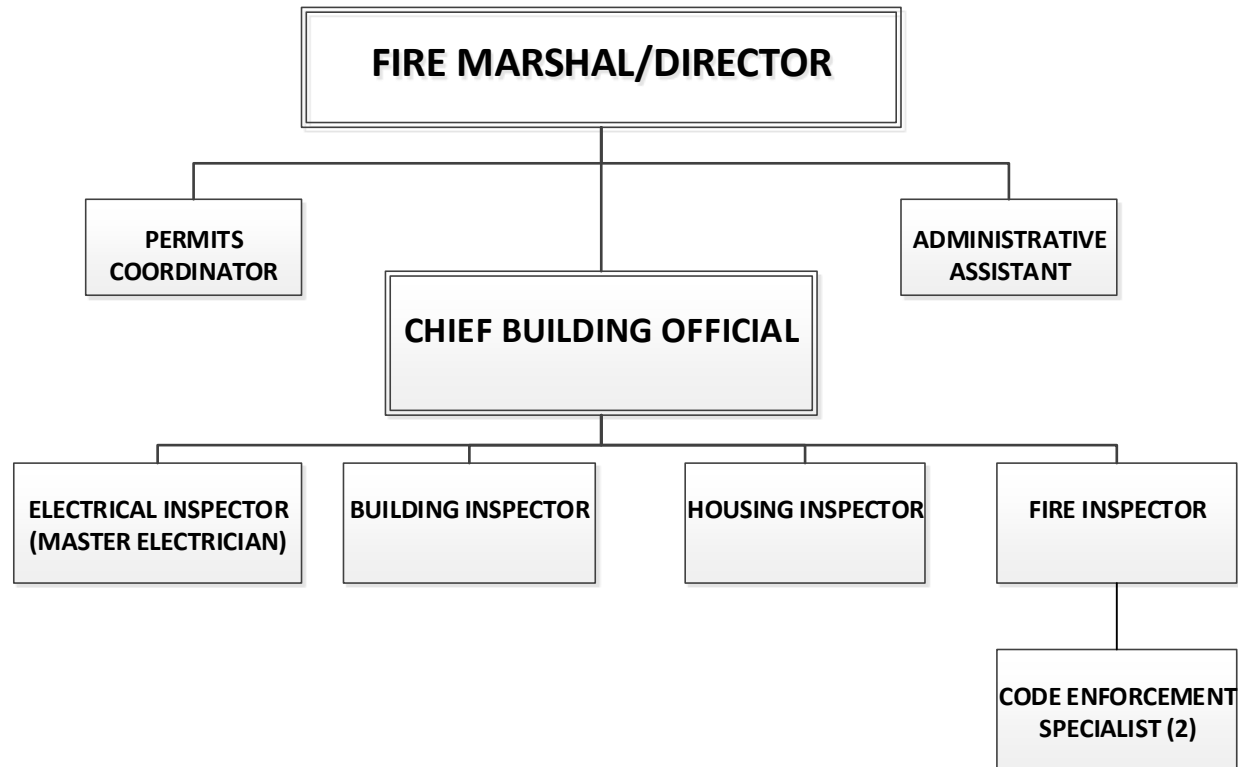 FIRE MARSHAL/DIRECTOR
PERMITS
COORDINATOR
ADMINISTRATIVE
ASSISTANT
CHIEF BUILDING OFFICIAL
ELECTRICAL INSPECTOR
(MASTER ELECTRICIAN)
BUILDING INSPECTOR
HOUSING INSPECTOR
FIRE INSPECTOR
CODE ENFORCEMENT
SPECIALIST (2)